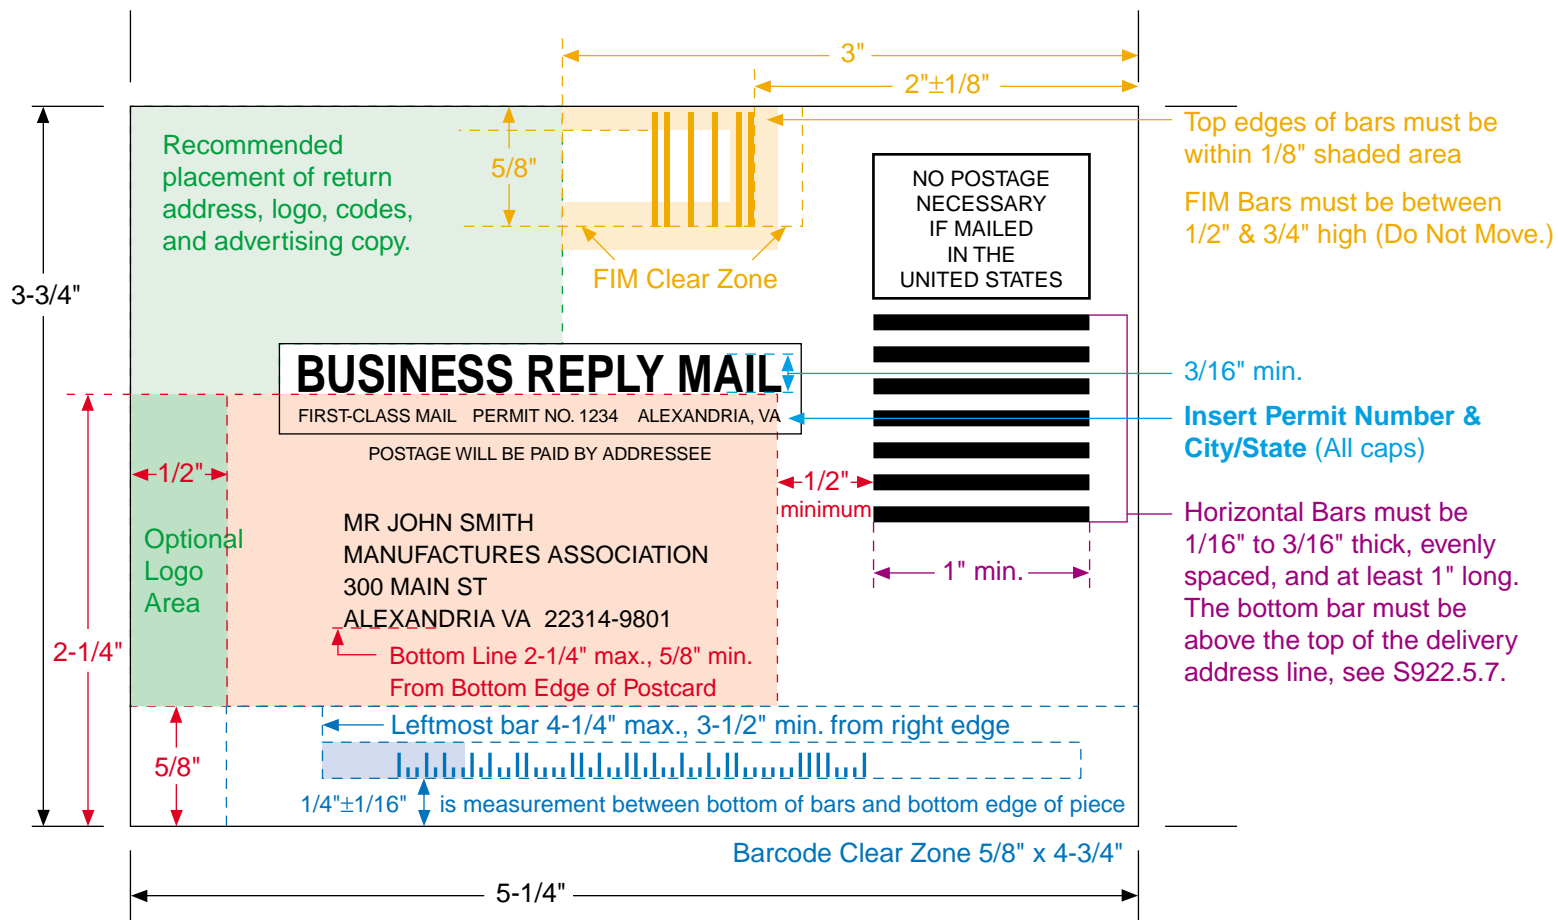 3"
2"±1/8"
Recommended
placement of return
address, logo, codes,
and advertising copy.
5/8"
FIM Clear Zone
NO POSTAGE
NECESSARY
IF MAILED
IN THE
UNITED STATES
Top edges of bars must be
within 1/8" shaded area
FIM Bars must be between
1/2" & 3/4" high (Do Not Move.)
3-3/4"
BUSINESS REPLY MAIL
FIRST-CLASS MAIL PERMIT NO. 1234 ALEXANDRIA, VA
3/16" min.
Insert Permit Number &
City/State (All caps)
POSTAGE WILL BE PAID BY ADDRESSEE
1/2"
1/2"
minimum
Optional
Logo
Area
MR JOHN SMITH
MANUFACTURES ASSOCIATION
300 MAIN ST
ALEXANDRIA VA 22314-9801
1" min.
Horizontal Bars must be
1/16" to 3/16" thick, evenly
spaced, and at least 1" long.
The bottom bar must be
above the top of the delivery
address line, see S922.5.7.
2-1/4"
Bottom Line 2-1/4" max., 5/8" min.
From Bottom Edge of Postcard
Leftmost bar 4-1/4" max., 3-1/2" min. from right edge
5/8"
1/4"±1/16" is measurement between bottom of bars and bottom edge of piece
Barcode Clear Zone 5/8" x 4-3/4"
5-1/4"